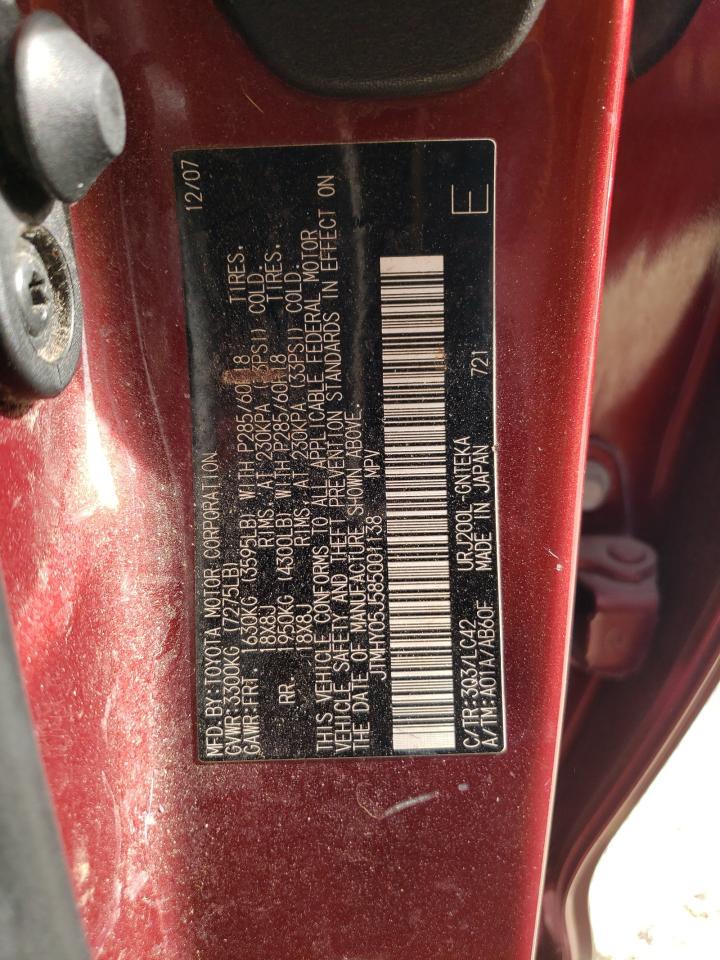 MFD.BY:TOYOTA MOTOR CORPORATION 12/07
GVWR:3300KG (7275LB)
GAWR:FRT 1630KG (3595LB) WITH P285/60R18 TIRES.
18X8J RIMS. AT 230KPA (33PSI) COLD.
RR. 1950KG (4300LB) WITH P285/60R18 TIRES.
18X8J RIMS. AT 230KPA (33PSI) COLD.
THIS VEHICLE CONFORMS TO ALL APPLICABLE FEDERAL MOTOR
VEHICLE SAFETY AND THEFT PREVENTION STANDARDS IN EFFECT ON
THE DATE OF MANUFACTURE SHOWN ABOVE.
JTJHY00J585001138 MPV
C/TR:3Q3/LC42 URJ200L-GNTEKA
A/TM:A01A/AB60F MADE IN JAPAN 721
E